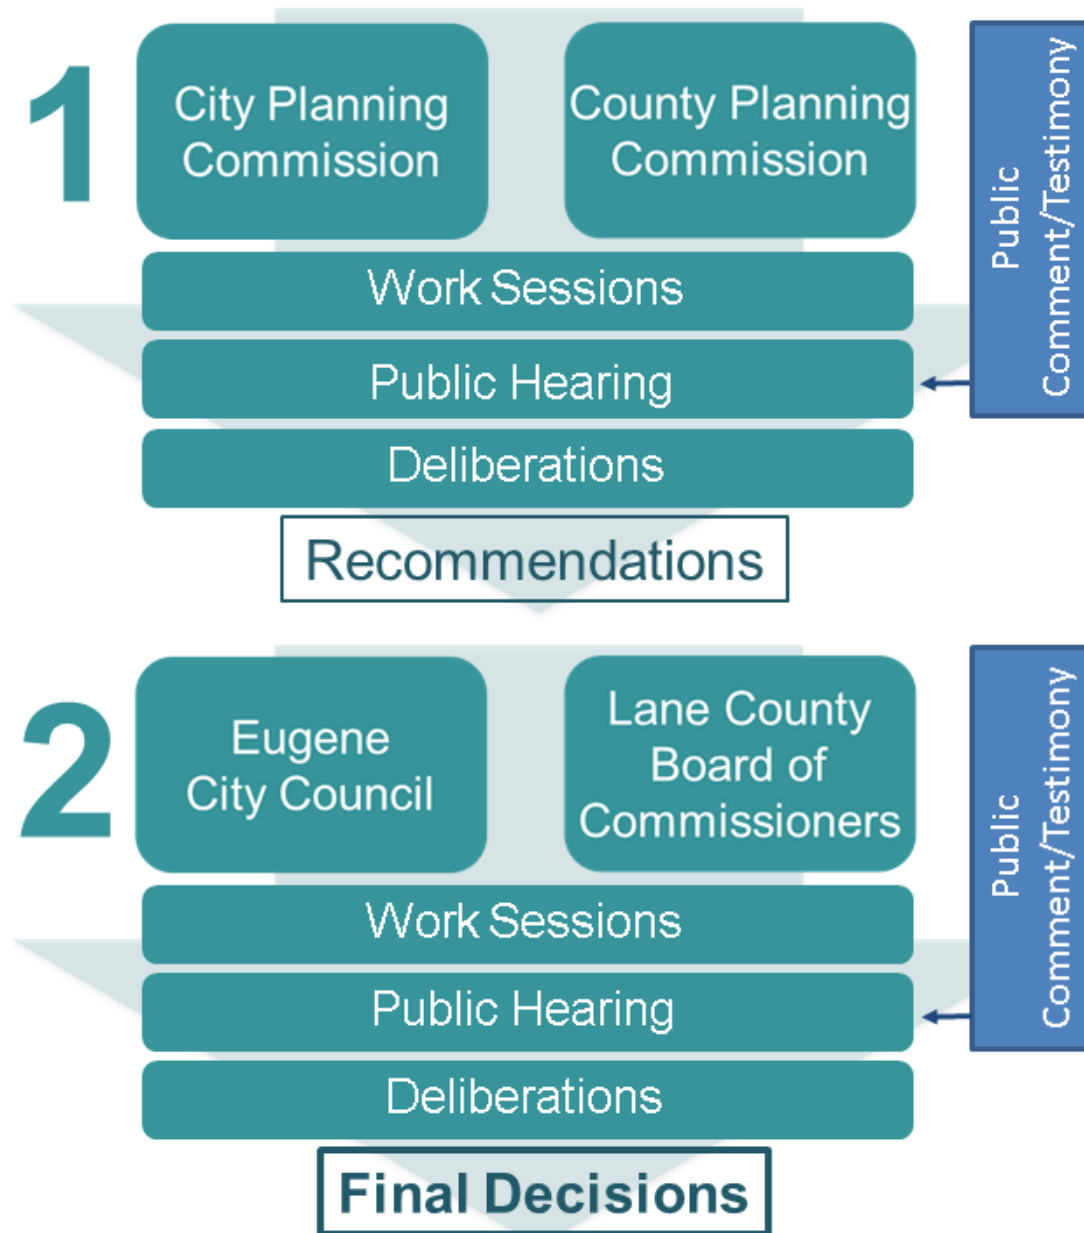 1
City Planning
Commission
County Planning
Commission
Public
Comment/Testimony
Work Sessions
Public Hearing
Deliberations
Recommendations
2
Eugene
City Council
Lane County
Board of
Commissioners
Public
Comment/Testimony
Work Sessions
Public Hearing
Deliberations
Final Decisions